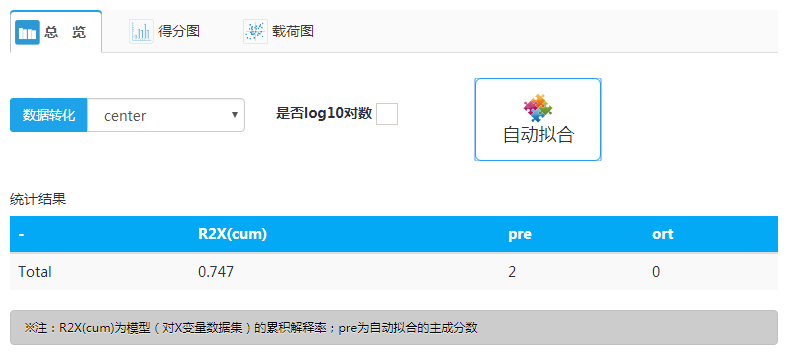 总 览 得分图 载荷图
数据转化 center 是否log10对数
自动拟合
统计结果
- R2X(cum) pre ort
Total 0.747 2 0
※注：R2X(cum)为模型（对X变量数据集）的累积解释率；pre为自动拟合的主成分数